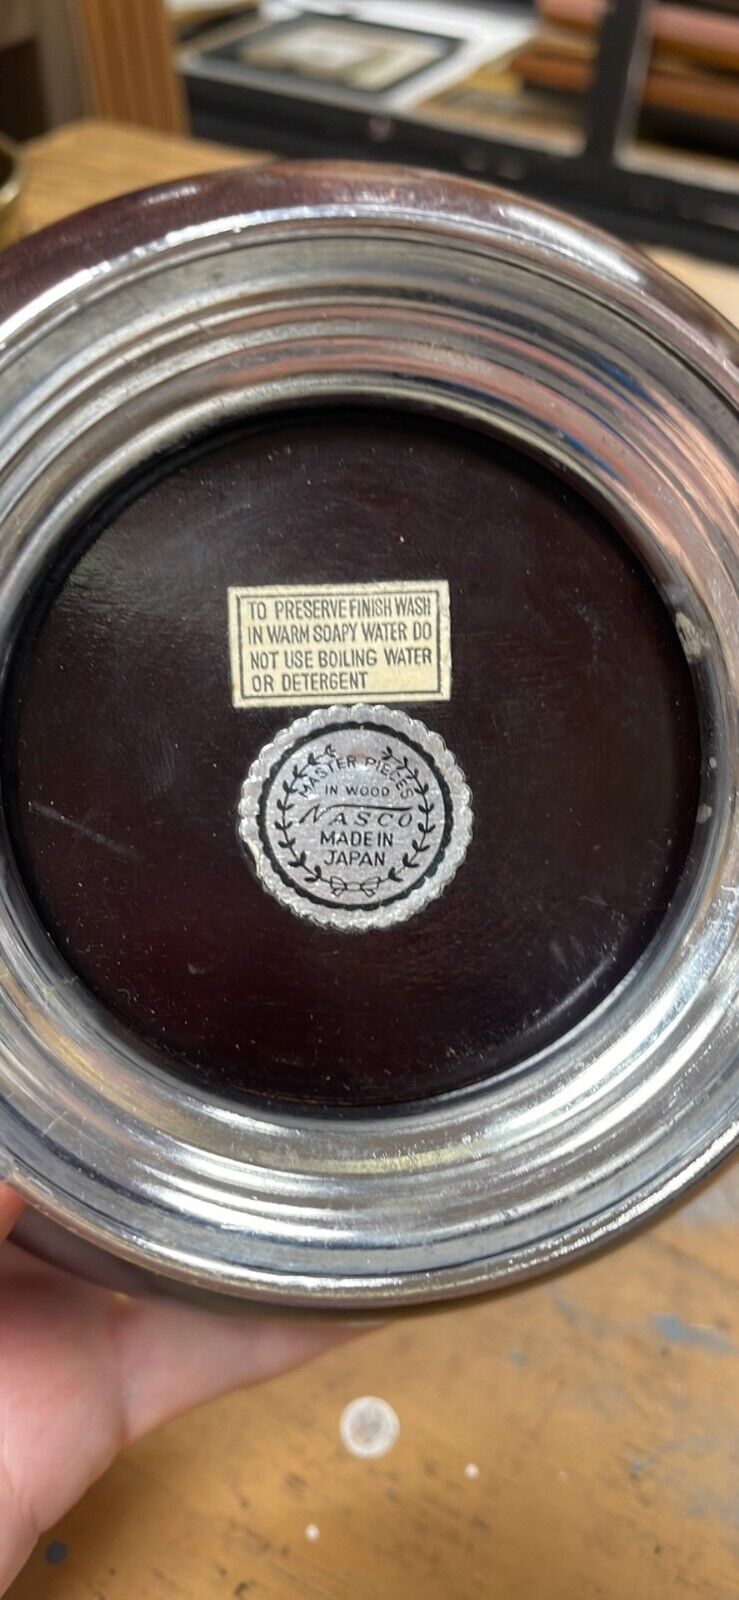 TO PRESERVE FINISH WASH
IN WARM SOAPY WATER DO
NOT USE BOILING WATER
OR DETERGENT
MASTER PIECES
IN WOOD
NASCO
MADE IN
JAPAN